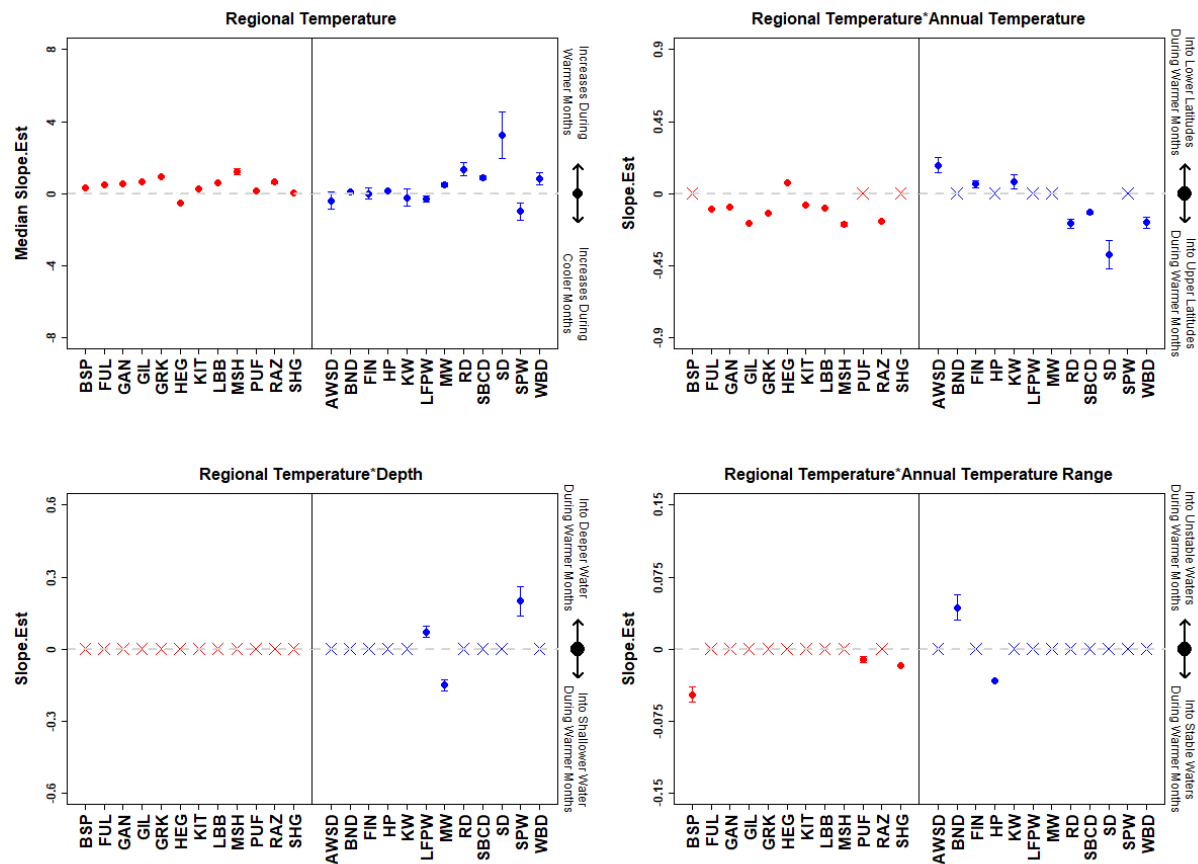 Regional Temperature
Median Slope.Est
8
4
0
-4
-8
Increases During
Warmer Months
Increases During
Cooler Months
BSP
FUL
GAN
GIL
GRK
HEG
KIT
LBB
MSH
PUF
RAZ
SHG
AWSD
BND
FIN
HP
KW
LFPW
MW
RD
SBCD
SD
SPW
WBD
Regional Temperature*Annual Temperature
Slope.Est
0.9
0.45
0
-0.45
-0.9
Into Lower Latitudes
During Warmer Months
Into Upper Latitudes
During Warmer Months
BSP
FUL
GAN
GIL
GRK
HEG
KIT
LBB
MSH
PUF
RAZ
SHG
AWSD
BND
FIN
HP
KW
LFPW
MW
RD
SBCD
SD
SPW
WBD
Regional Temperature*Depth
Slope.Est
0.6
0.3
0
-0.3
-0.6
Into Deeper Water
During Warmer Months
Into Shallower Water
During Warmer Months
BSP
FUL
GAN
GIL
GRK
HEG
KIT
LBB
MSH
PUF
RAZ
SHG
AWSD
BND
FIN
HP
KW
LFPW
MW
RD
SBCD
SD
SPW
WBD
Regional Temperature*Annual Temperature Range
Slope.Est
0.15
0.075
0
-0.075
-0.15
Into Unstable Waters
During Warmer Months
Into Stable Waters
During Warmer Months
BSP
FUL
GAN
GIL
GRK
HEG
KIT
LBB
MSH
PUF
RAZ
SHG
AWSD
BND
FIN
HP
KW
LFPW
MW
RD
SBCD
SD
SPW
WBD